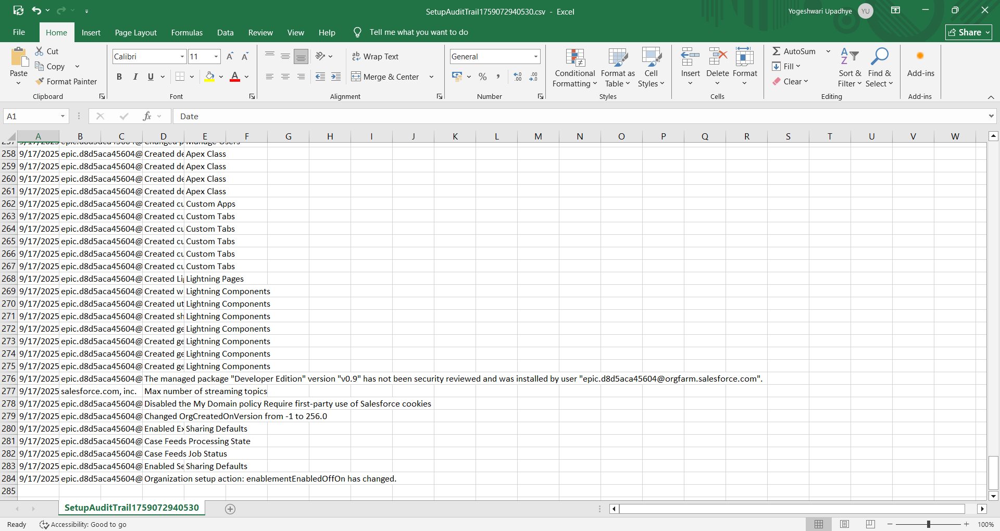 SetupAuditTrail1759072940530.csv - Excel
Yogeshwari Upadhye YU
File Home Insert Page Layout Formulas Data Review View Help Tell me what you want to do Share
Paste Cut Copy Format Painter
Clipboard
Calibri 11 A A
B I U A
Font
Wrap Text
Merge & Center
Alignment
General
% ,
Number
Conditional Formatting Format as Table Cell Styles
Styles
Insert Delete Format
Cells
AutoSum Fill Clear Sort & Filter Find & Select
Editing
Add-ins
Add-ins
A1 fx Date
A B C D E F G H I J K L M N O P Q R S T U V W
258 9/17/2025 epic.d8d5aca45604@ Created de Apex Class
259 9/17/2025 epic.d8d5aca45604@ Created de Apex Class
260 9/17/2025 epic.d8d5aca45604@ Created de Apex Class
261 9/17/2025 epic.d8d5aca45604@ Created de Apex Class
262 9/17/2025 epic.d8d5aca45604@ Created cu Custom Apps
263 9/17/2025 epic.d8d5aca45604@ Created cu Custom Tabs
264 9/17/2025 epic.d8d5aca45604@ Created cu Custom Tabs
265 9/17/2025 epic.d8d5aca45604@ Created cu Custom Tabs
266 9/17/2025 epic.d8d5aca45604@ Created cu Custom Tabs
267 9/17/2025 epic.d8d5aca45604@ Created cu Custom Tabs
268 9/17/2025 epic.d8d5aca45604@ Created Lig Lightning Pages
269 9/17/2025 epic.d8d5aca45604@ Created w Lightning Components
270 9/17/2025 epic.d8d5aca45604@ Created ut Lightning Components
271 9/17/2025 epic.d8d5aca45604@ Created sh Lightning Components
272 9/17/2025 epic.d8d5aca45604@ Created ge Lightning Components
273 9/17/2025 epic.d8d5aca45604@ Created ge Lightning Components
274 9/17/2025 epic.d8d5aca45604@ Created ge Lightning Components
275 9/17/2025 epic.d8d5aca45604@ Created ge Lightning Components
276 9/17/2025 epic.d8d5aca45604@ The managed package "Developer Edition" version "v0.9" has not been security reviewed and was installed by user "epic.d8d5aca45604@orgfarm.salesforce.com".
277 9/17/2025 salesforce.com, inc. Max number of streaming topics
278 9/17/2025 epic.d8d5aca45604@ Disabled the My Domain policy Require first-party use of Salesforce cookies
279 9/17/2025 epic.d8d5aca45604@ Changed OrgCreatedOnVersion from -1 to 256.0
280 9/17/2025 epic.d8d5aca45604@ Enabled Ex Sharing Defaults
281 9/17/2025 epic.d8d5aca45604@ Case Feeds Processing State
282 9/17/2025 epic.d8d5aca45604@ Case Feeds Job Status
283 9/17/2025 epic.d8d5aca45604@ Enabled Se Sharing Defaults
284 9/17/2025 epic.d8d5aca45604@ Organization setup action: enablementEnabledOffOn has changed.
285
SetupAuditTrail1759072940530
Ready Accessibility: Good to go 100%